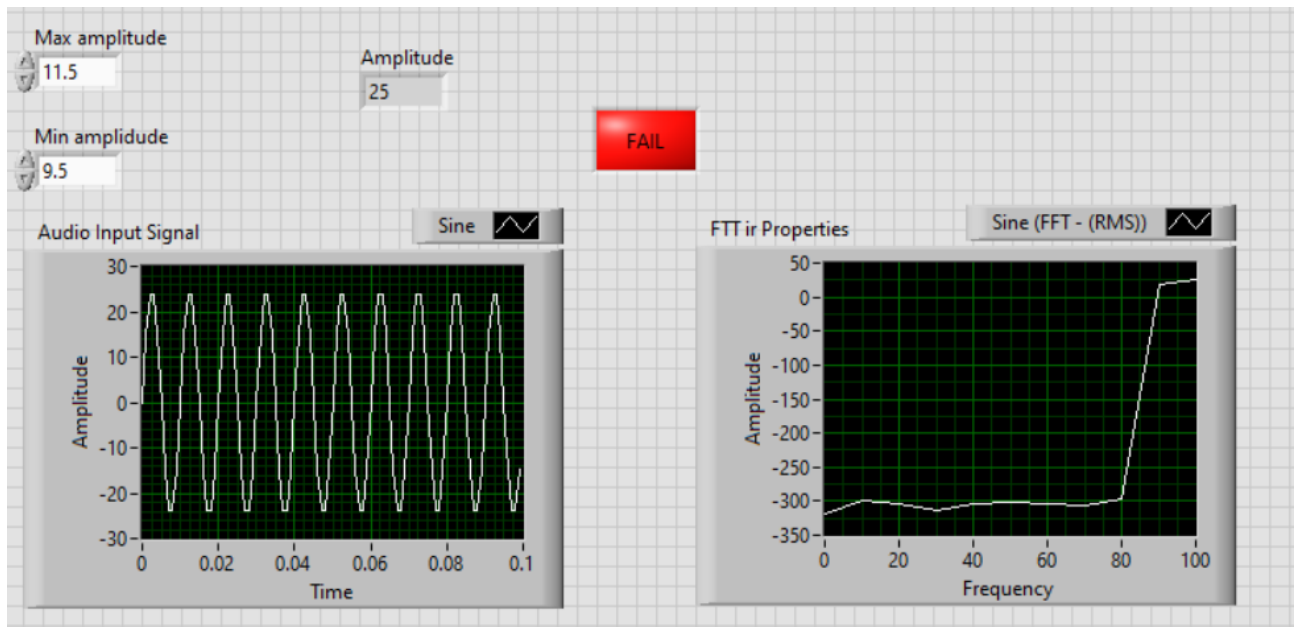 Max amplitude
11.5
Amplitude
25
FAIL
Min amplidude
9.5
Audio Input Signal
Sine
30
20
10
0
-10
-20
-30
Amplitude
0
0.02
0.04
0.06
0.08
0.1
Time
FTT ir Properties
Sine (FFT - (RMS))
50
0
-50
-100
-150
-200
-250
-300
-350
Amplitude
0
20
40
60
80
100
Frequency